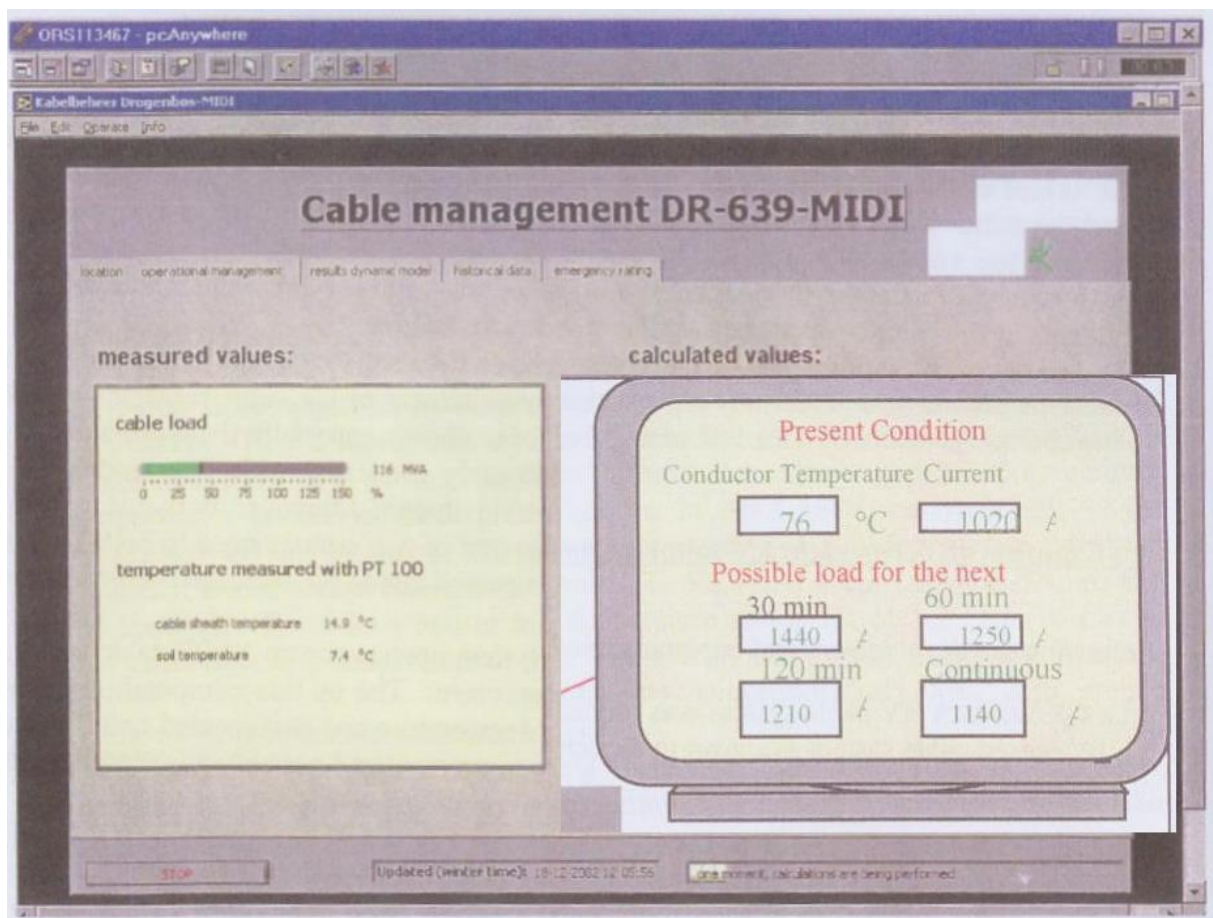 ORS113467 - pcAnywhere
Kabelbeheer Drogenbos-MIDI
File Edit Operate Info
Cable management DR-639-MIDI
location operational management results dynamic model historical data emergency rating
measured values:
cable load
116 MVA
0 25 50 75 100 125 150 %
temperature measured with PT 100
cable sheath temperature 14.9 °C
soil temperature 7.4 °C
calculated values:
Present Condition
Conductor Temperature Current
76 °C 1020 A
Possible load for the next
30 min 60 min
1440 A 1250 A
120 min Continuous
1210 A 1140 A
STOP
Updated (winter time): 18-12-2002 12:05:56
one moment, calculations are being performed